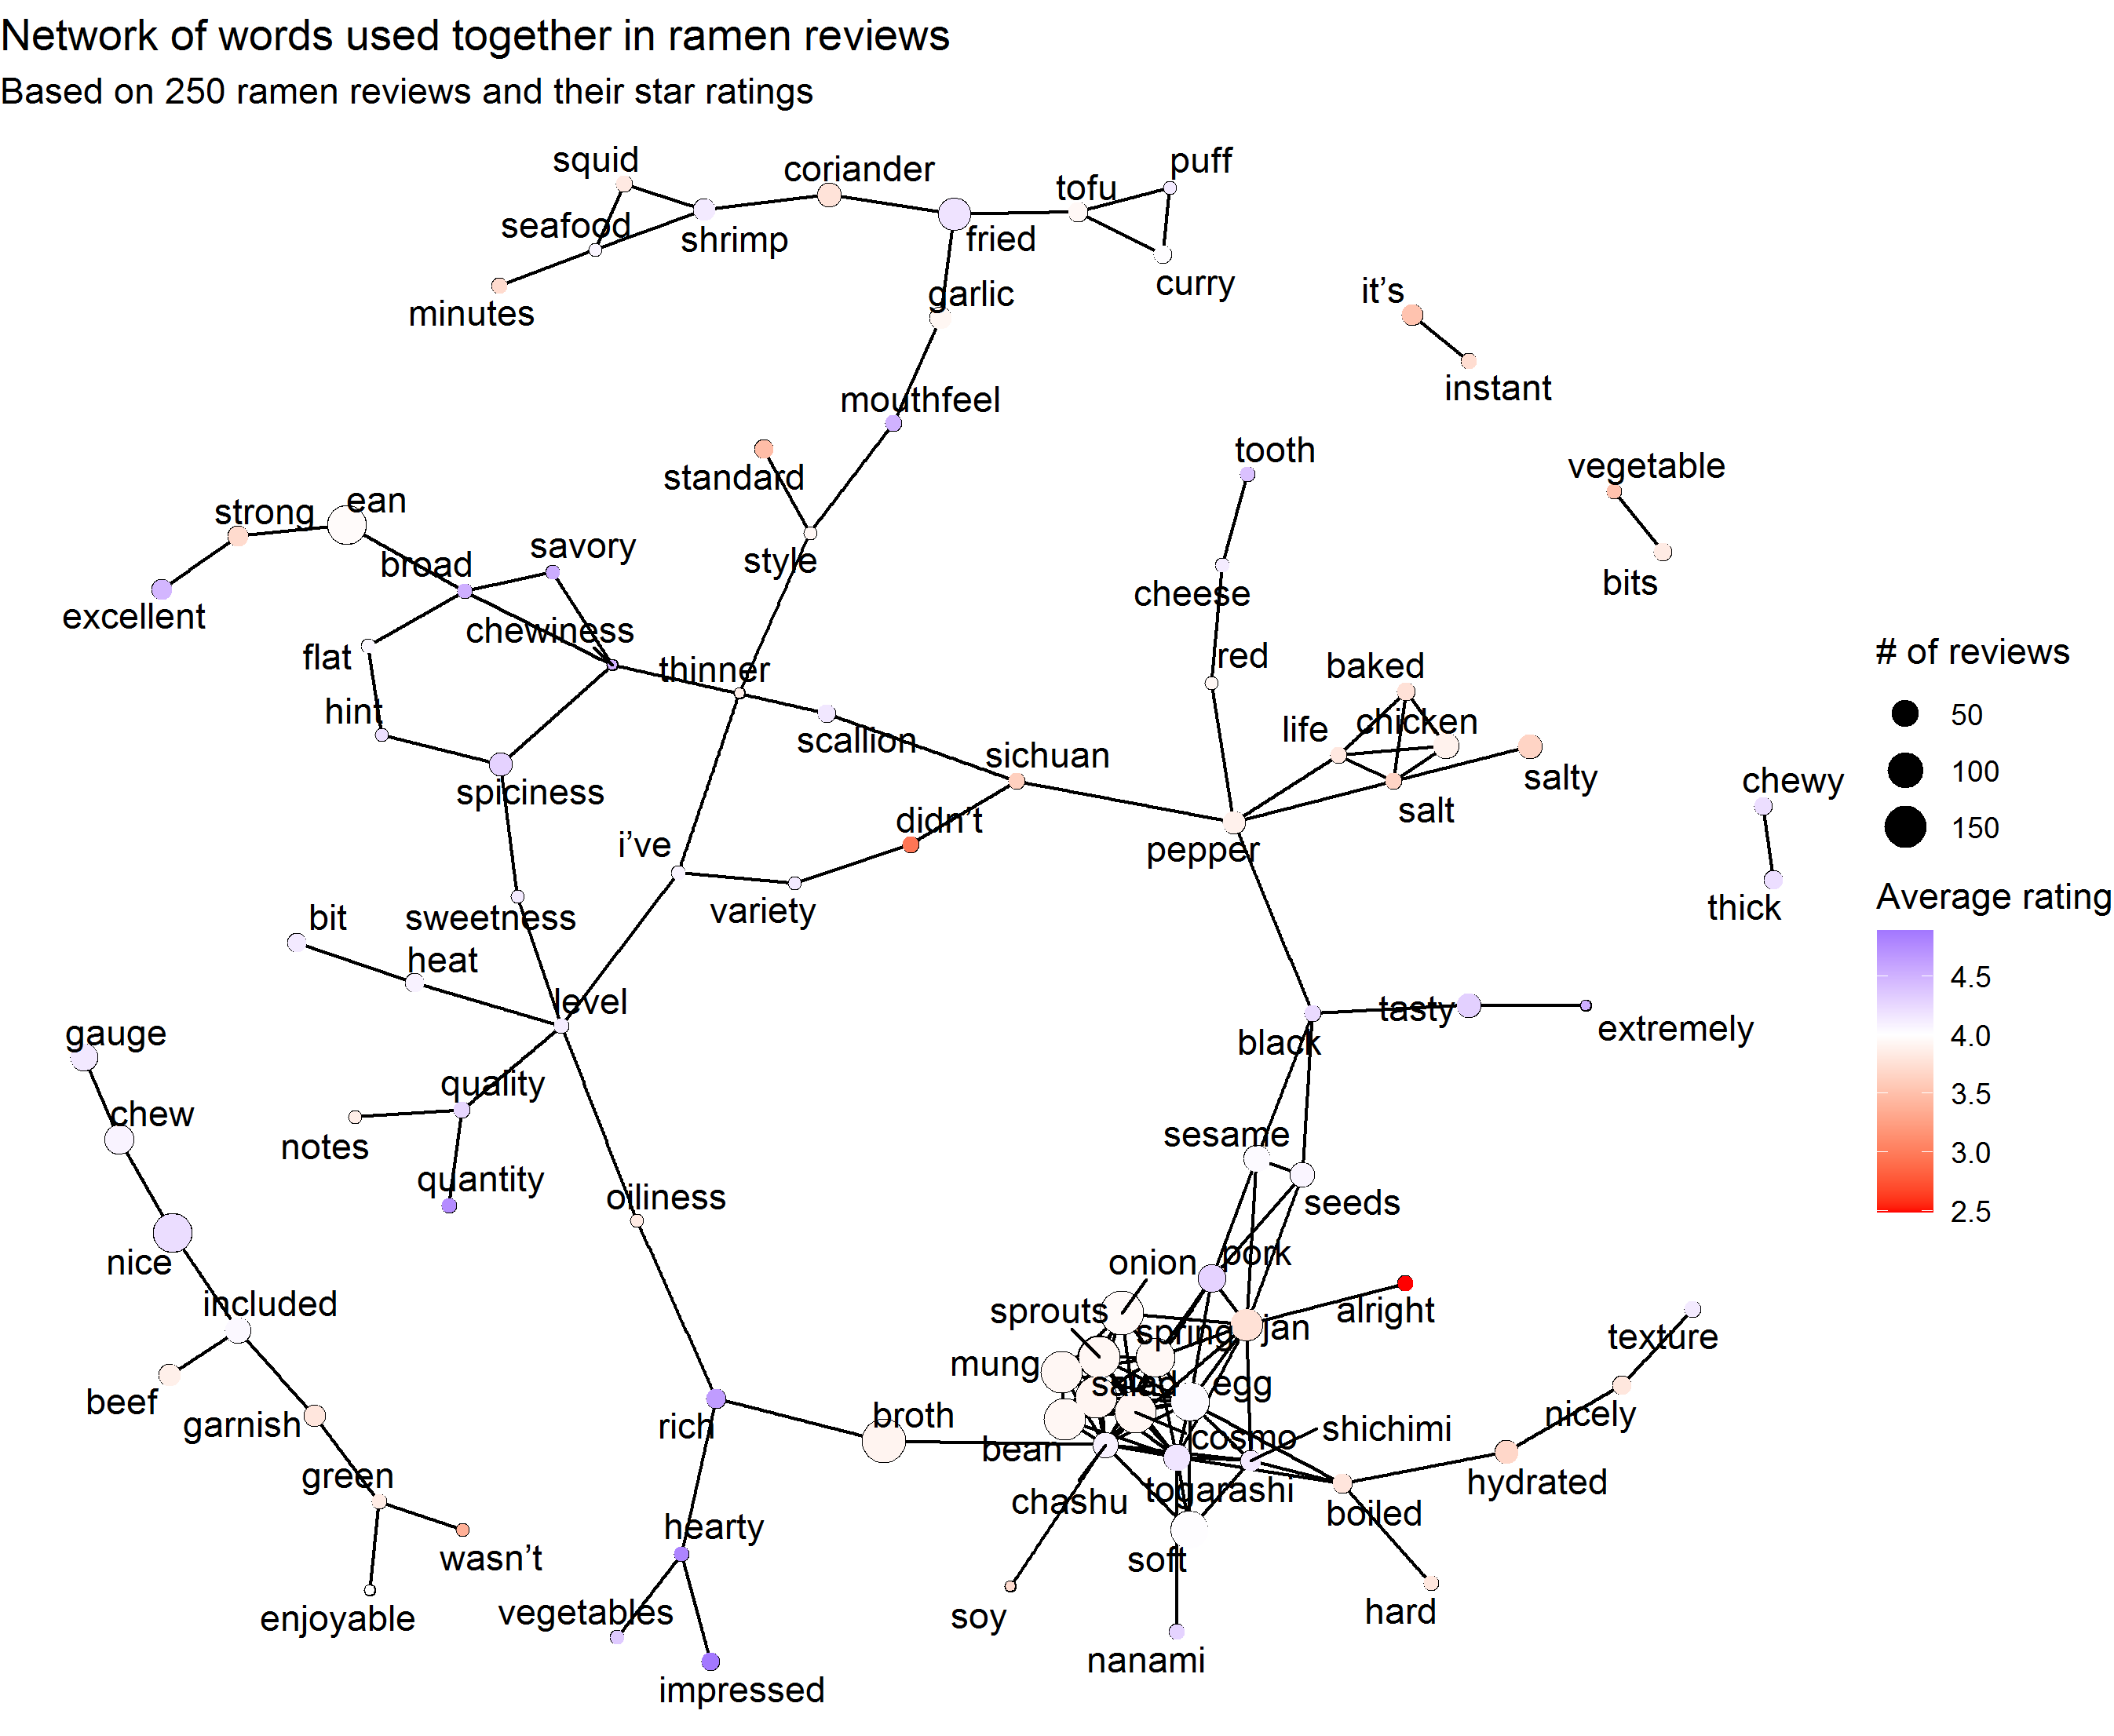 Network of words used together in ramen reviews
Based on 250 ramen reviews and their star ratings
squid
coriander
puff
tofu
seafood
shrimp
fried
curry
minutes
garlic
it's
instant
mouthfeel
tooth
standard
vegetable
strong
ean
savory
broad
style
bits
excellent
cheese
chewiness
flat
thinner
red
baked
hint
life
chicken
scallion
sichuan
salty
spiciness
salt
chewy
i've
didn't
pepper
variety
thick
bit
sweetness
heat
level
tasty
extremely
black
gauge
quality
chew
notes
sesame
quantity
oiliness
seeds
nice
onion
pork
included
sprouts
spring
jan
alright
texture
mung
egg
beef
garnish
rich
broth
bean
cosmo
shichimi
nicely
green
chashu
togarashi
boiled
hydrated
wasn't
hearty
soft
enjoyable
vegetables
soy
hard
nanami
impressed
# of reviews
50
100
150
Average rating
4.5
4.0
3.5
3.0
2.5